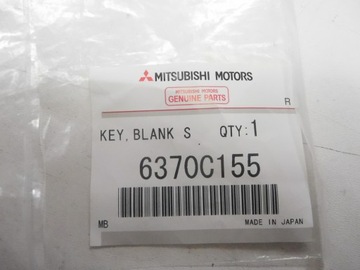 MITSUBISHI MOTORS
MITSUBISHI MOTORS
GENUINE PARTS
R
KEY, BLANK S QTY:1
6370C155
MB MADE IN JAPAN